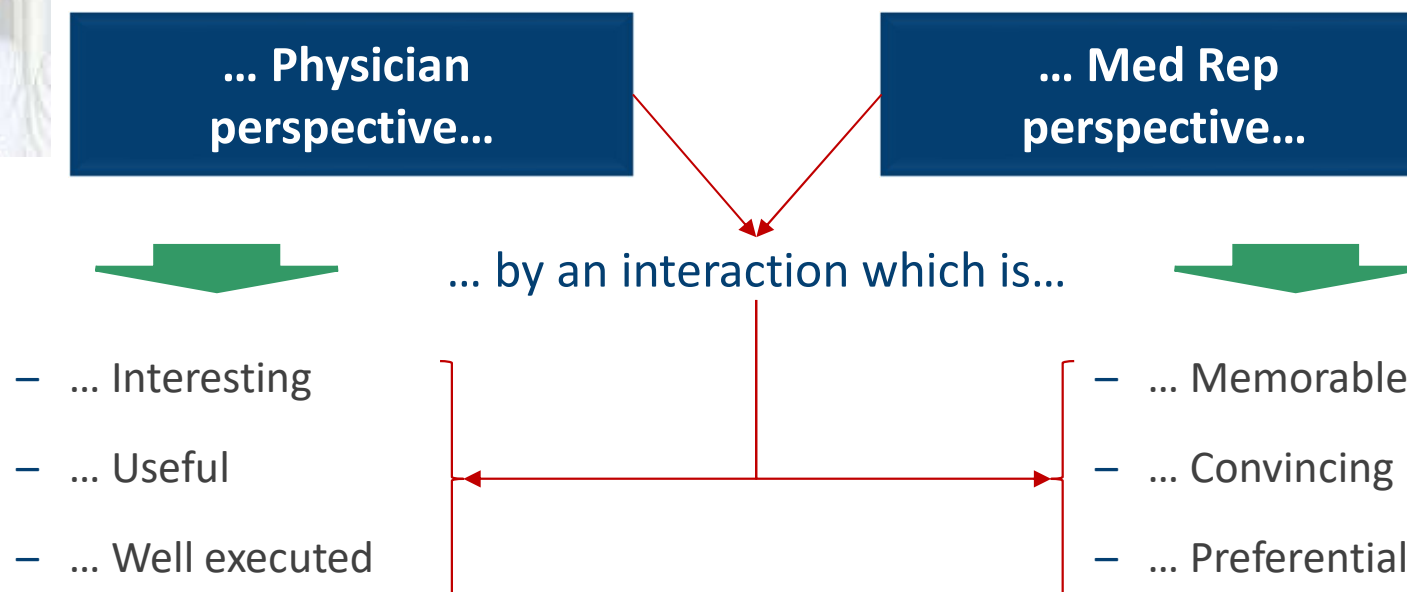 … Physician
perspective…
… Med Rep
perspective…
… by an interaction which is…
– … Interesting
– … Useful
– … Well executed
– … Memorable
– … Convincing
– … Preferential